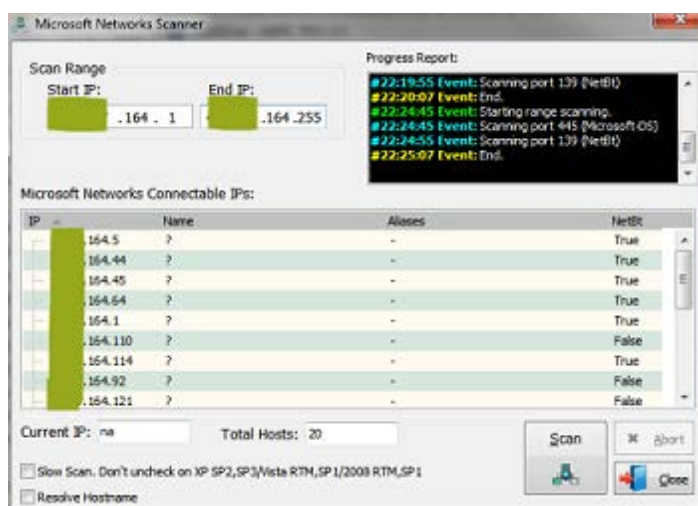 Microsoft Networks Scanner
Scan Range
Start IP:
End IP:
.164 . 1
.164 .255
Progress Report:
#22:19:55 Event: Scanning port 139 (NetBt)
#22:20:07 Event: End.
#22:24:45 Event: Starting range scanning.
#22:24:45 Event: Scanning port 445 (Microsoft-DS)
#22:24:55 Event: Scanning port 139 (NetBt)
#22:25:07 Event: End.
Microsoft Networks Connectable IPs:
IP Name Aliases NetBt
.164.5 ? - True
.164.44 ? - True
.164.45 ? - True
.164.64 ? - True
.164.1 ? - True
.164.110 ? - False
.164.114 ? - True
.164.92 ? - False
.164.121 ? - False
Current IP: na
Total Hosts: 20
Scan
Abort
Slow Scan. Don't uncheck on XP SP2,SP3/Vista RTM,SP1/2008 RTM,SP1
Close
Resolve Hostname